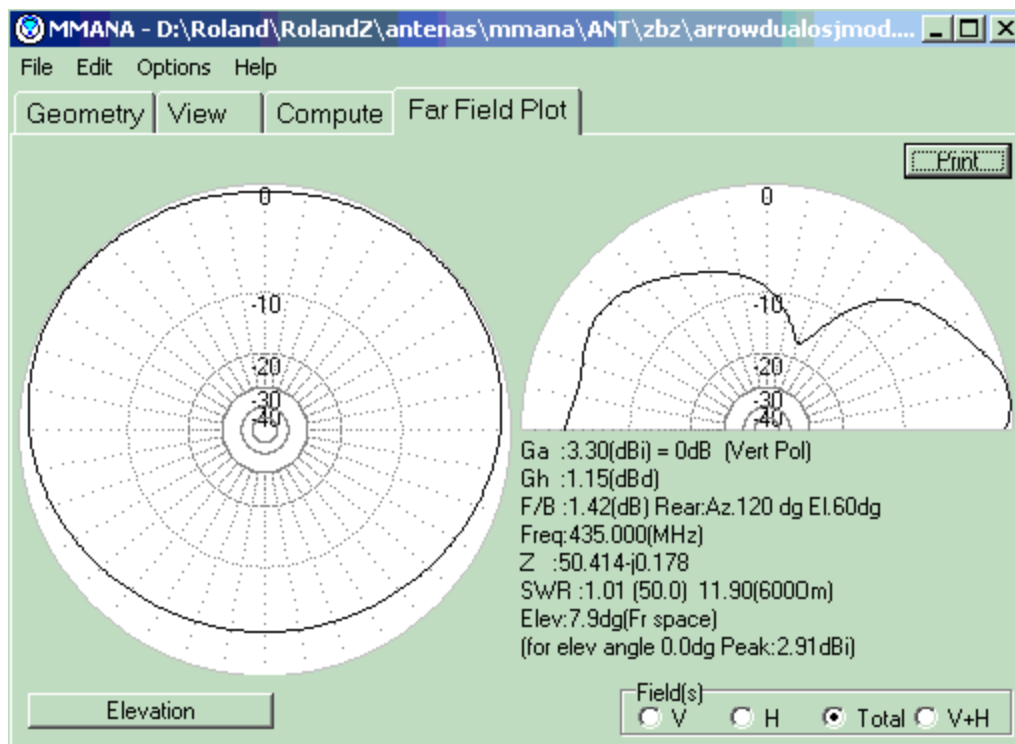 MMANA - D:\Roland\RolandZ\antenas\mmana\ANT\zbz\arrowdualosjmod....
File Edit Options Help
Geometry View Compute Far Field Plot
Print
0
-10
-20
-30
-40
0
-10
-20
-30
-40
Ga :3.30(dBi) = 0dB (Vert Pol)
Gh :1.15(dBd)
F/B :1.42(dB) Rear:Az.120 dg El.60dg
Freq:435.000(MHz)
Z :50.414-j0.178
SWR :1.01 (50.0) 11.90(600Om)
Elev:7.9dg(Fr space)
(for elev angle 0.0dg Peak:2.91dBi)
Elevation
Field(s)
V H Total V+H